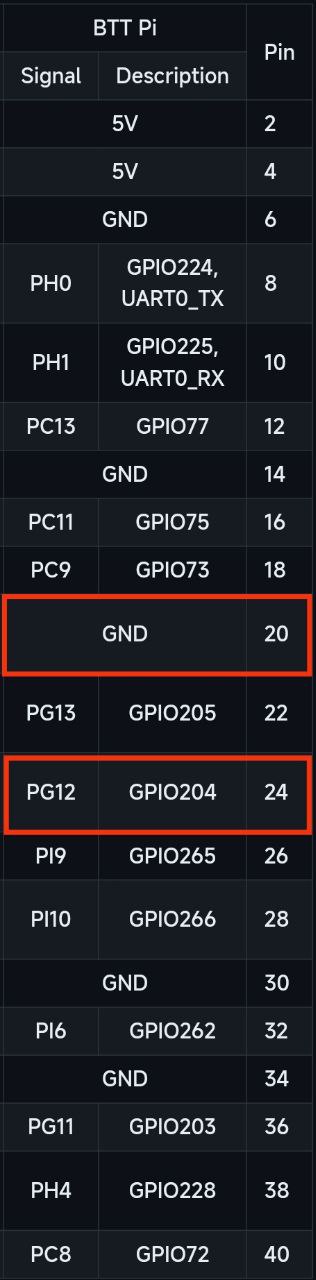 BTT Pi
Pin
Signal Description
5V 2
5V 4
GND 6
PH0 GPIO224, 8
UART0_TX
PH1 GPIO225, 10
UART0_RX
PC13 GPIO77 12
GND 14
PC11 GPIO75 16
PC9 GPIO73 18
GND 20
PG13 GPIO205 22
PG12 GPIO204 24
PI9 GPIO265 26
PI10 GPIO266 28
GND 30
PI6 GPIO262 32
GND 34
PG11 GPIO203 36
PH4 GPIO228 38
PC8 GPIO72 40